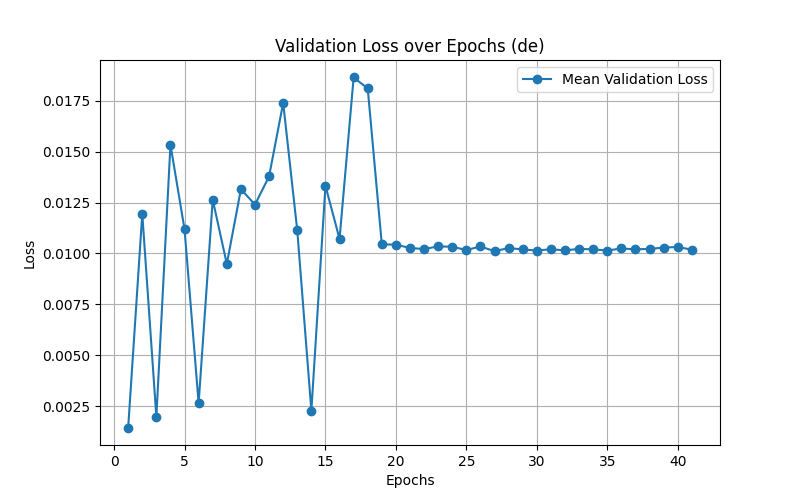 Validation Loss over Epochs (de)
Mean Validation Loss
0.0175
0.0150
0.0125
0.0100
0.0075
0.0050
0.0025
Loss
0 5 10 15 20 25 30 35 40
Epochs